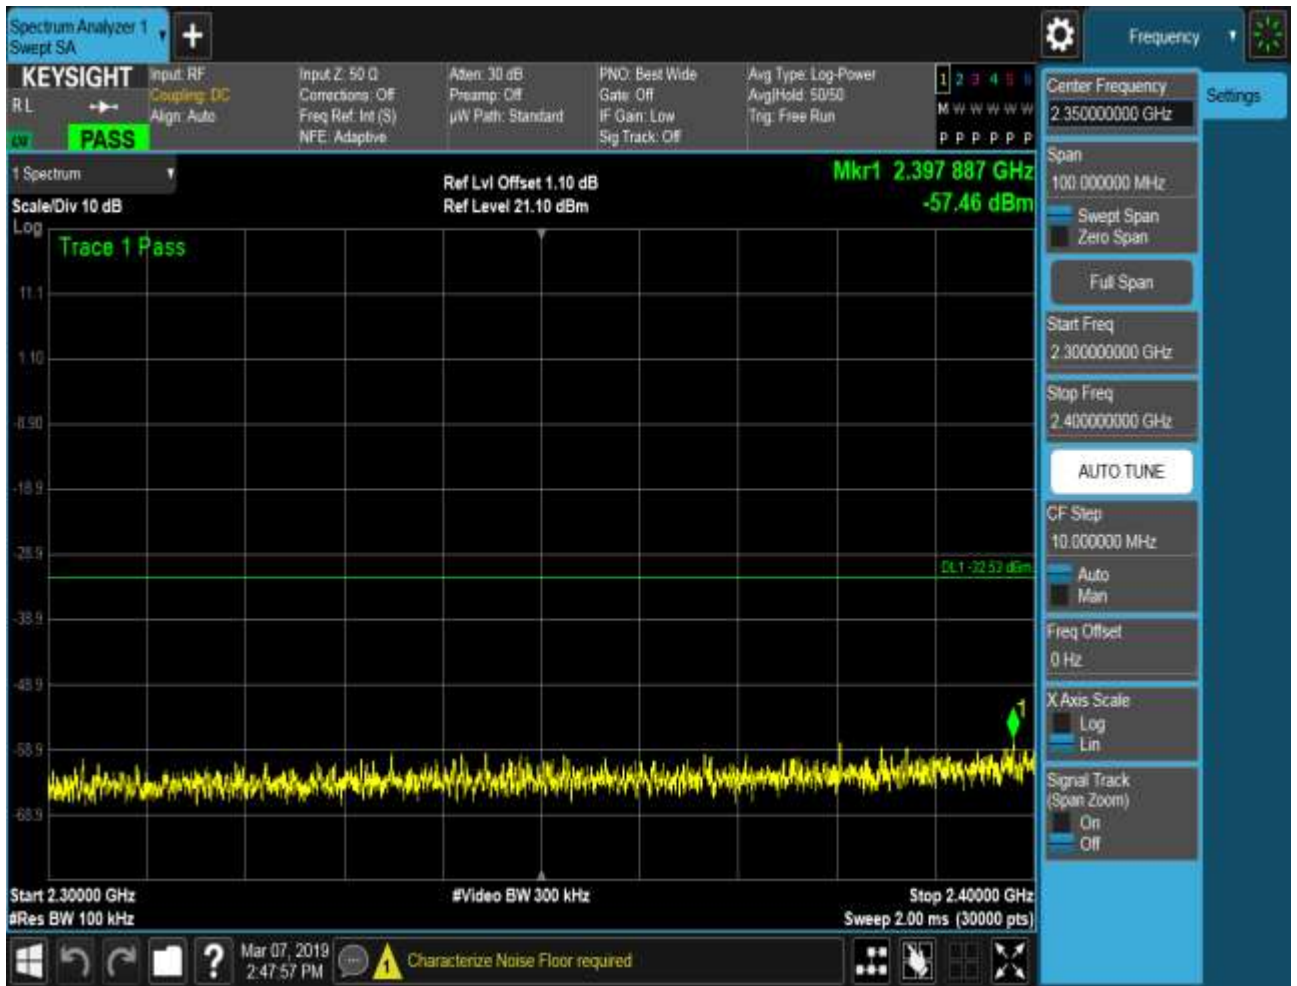 Spectrum Analyzer 1
Swept SA
Frequency
KEYSIGHT
Input: RF
Coupling: DC
Align: Auto
R L
PASS
Input Z: 50 Ω
Corrections: Off
Freq Ref: Int (S)
NFE: Adaptive
Atten: 30 dB
Preamp: Off
µW Path: Standard
PNO: Best Wide
Gate: Off
IF Gain: Low
Sig Track: Off
Avg Type: Log-Power
Avg|Hold: 50/50
Trig: Free Run
1 2 3 4 5 6
M W W W W W
P P P P P P
1 Spectrum
Scale/Div 10 dB
Ref Lvl Offset 1.10 dB
Ref Level 21.10 dBm
Mkr1 2.397 887 GHz
-57.46 dBm
Log
Trace 1 Pass
11.1
1.10
-8.90
-18.9
-28.9
DL1 -32.53 dBm
-38.9
-48.9
1
-58.9
-68.9
Start 2.30000 GHz
#Video BW 300 kHz
Stop 2.40000 GHz
#Res BW 100 kHz
Sweep 2.00 ms (30000 pts)
Mar 07, 2019
2:47:57 PM
Characterize Noise Floor required
Center Frequency
2.350000000 GHz
Settings
Span
100.000000 MHz
Swept Span
Zero Span
Full Span
Start Freq
2.300000000 GHz
Stop Freq
2.400000000 GHz
AUTO TUNE
CF Step
10.000000 MHz
Auto
Man
Freq Offset
0 Hz
X Axis Scale
Log
Lin
Signal Track
(Span Zoom)
On
Off